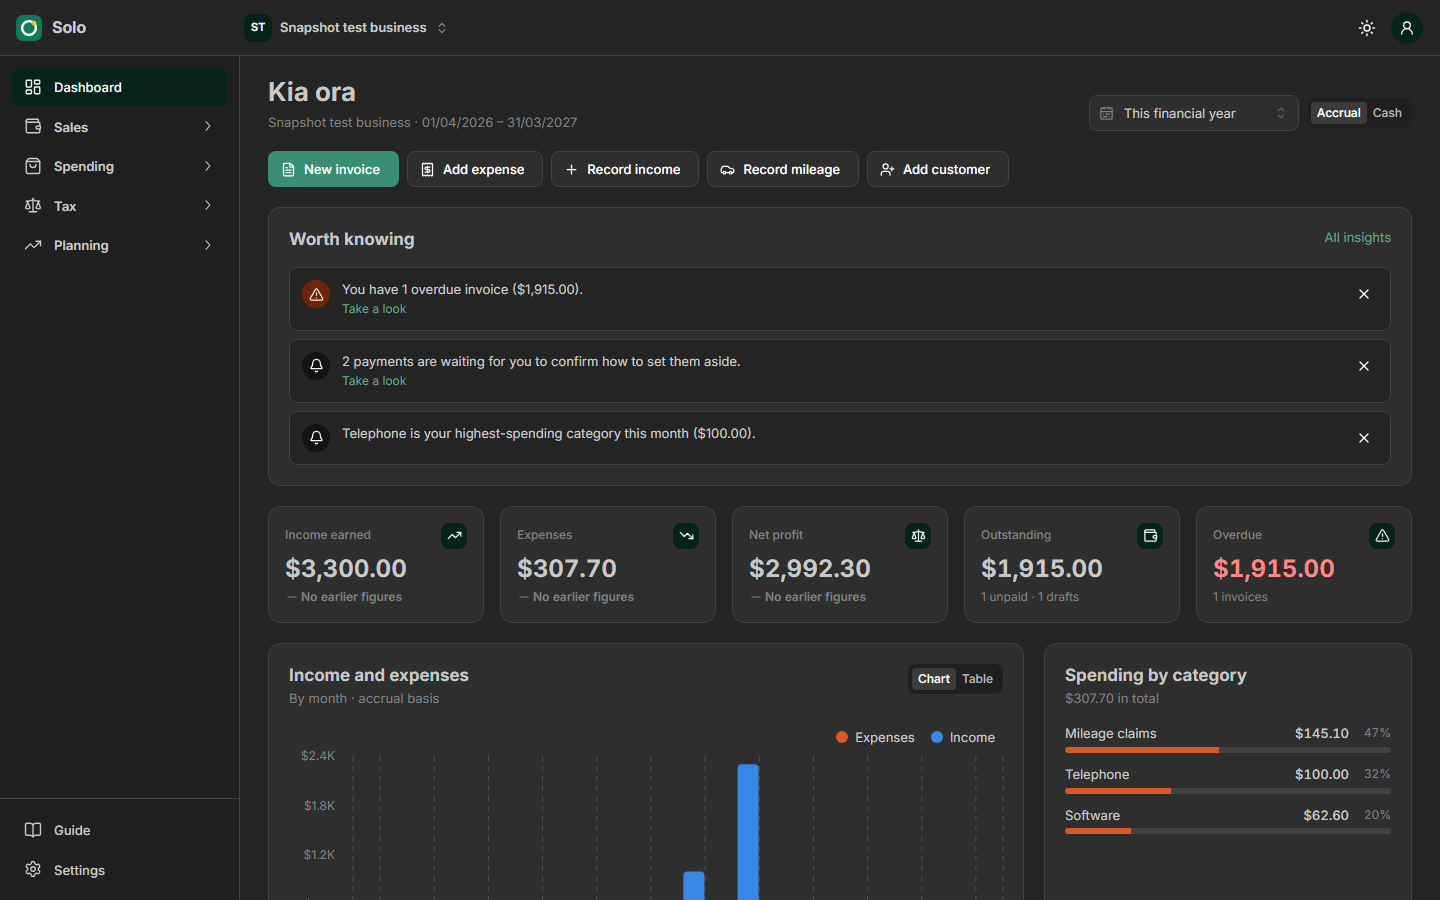 Solo
ST Snapshot test business
Dashboard
Sales
Spending
Tax
Planning
Guide
Settings
Kia ora
Snapshot test business · 01/04/2026 – 31/03/2027
This financial year
Accrual Cash
New invoice
Add expense
Record income
Record mileage
Add customer
Worth knowing
All insights
You have 1 overdue invoice ($1,915.00).
Take a look
2 payments are waiting for you to confirm how to set them aside.
Take a look
Telephone is your highest-spending category this month ($100.00).
Income earned
$3,300.00
— No earlier figures
Expenses
$307.70
— No earlier figures
Net profit
$2,992.30
— No earlier figures
Outstanding
$1,915.00
1 unpaid · 1 drafts
Overdue
$1,915.00
1 invoices
Income and expenses
By month · accrual basis
Chart Table
Expenses Income
$2.4K
$1.8K
$1.2K
Spending by category
$307.70 in total
Mileage claims $145.10 47%
Telephone $100.00 32%
Software $62.60 20%